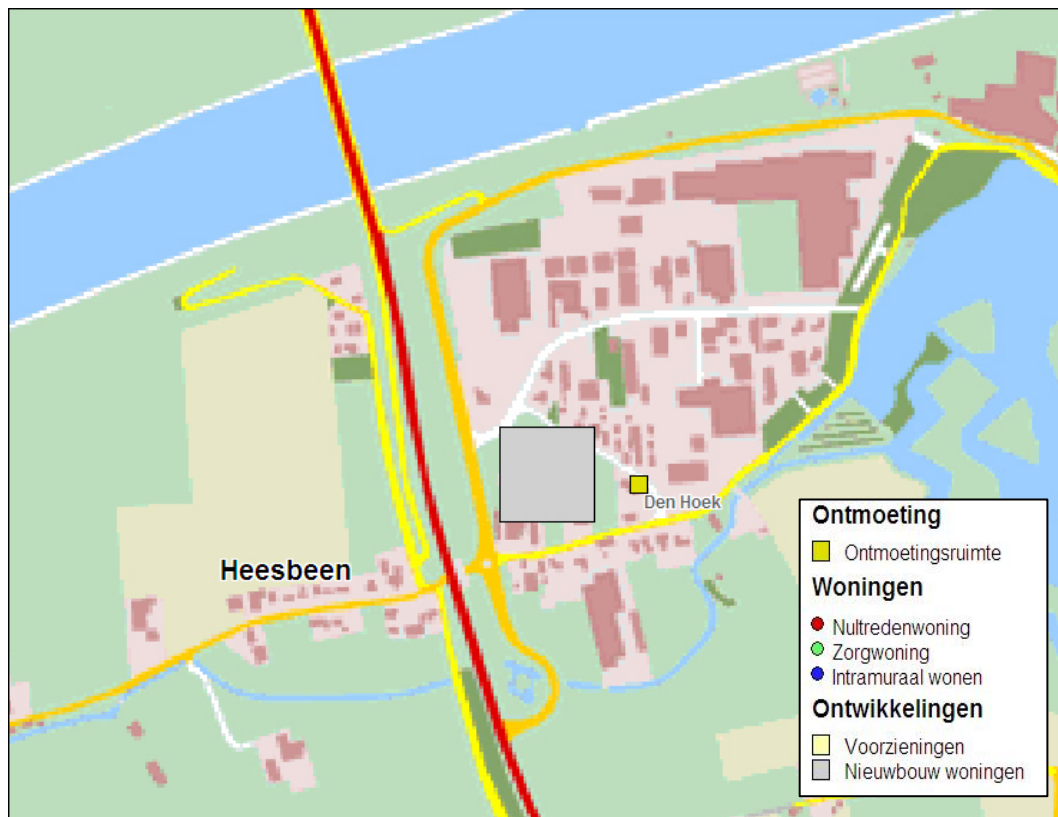 Den Hoek
Heesbeen
Ontmoeting
Ontmoetingsruimte
Woningen
Nultredenwoning
Zorgwoning
Intramuraal wonen
Ontwikkelingen
Voorzieningen
Nieuwbouw woningen